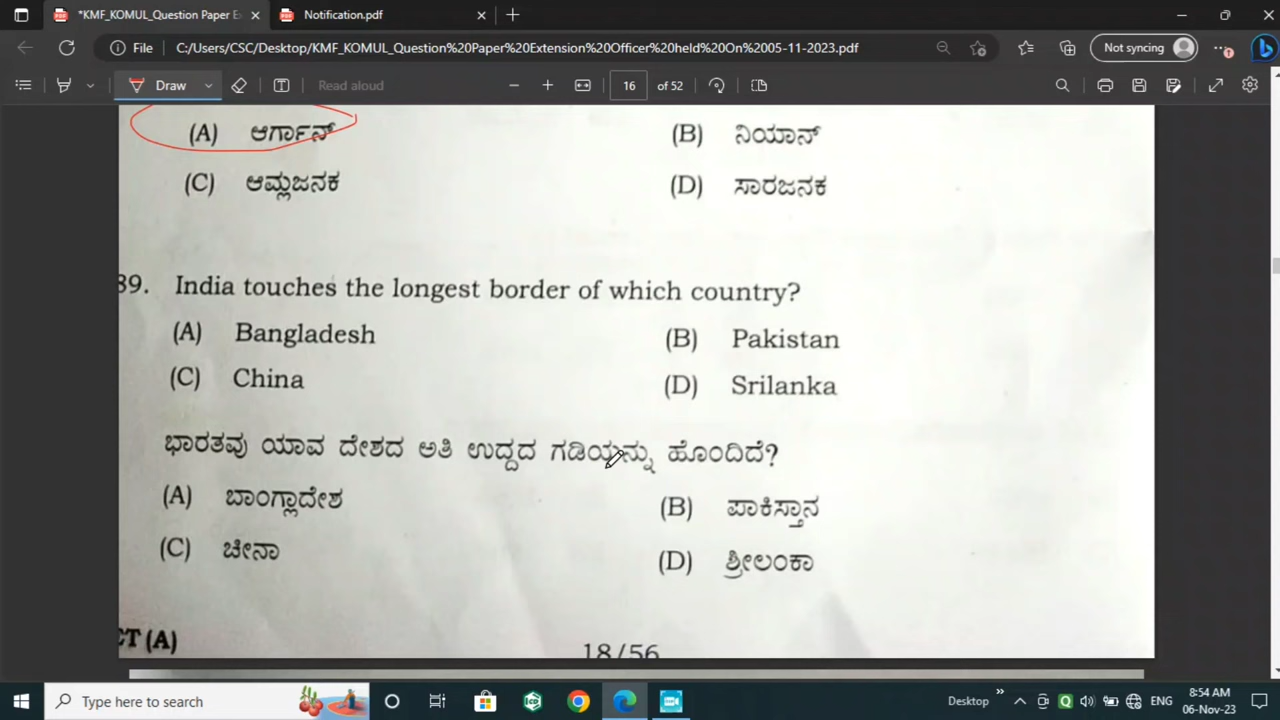 *KMF_KOMUL_Question Paper E
Notification.pdf
File C:/Users/CSC/Desktop/KMF_KOMUL_Question%20Paper%20Extension%20Officer%20held%20On%2005-11-2023.pdf Not syncing
Draw Read aloud 16 of 52
(A) ಆರ್ಗಾನ್ (B) ನಿಯಾನ್
(C) ಆಮ್ಲಜನಕ (D) ಸಾರಜನಕ
89. India touches the longest border of which country?
(A) Bangladesh (B) Pakistan
(C) China (D) Srilanka
ಭಾರತವು ಯಾವ ದೇಶದ ಅತಿ ಉದ್ದದ ಗಡಿಯನ್ನು ಹೊಂದಿದೆ?
(A) ಬಾಂಗ್ಲಾದೇಶ (B) ಪಾಕಿಸ್ತಾನ
(C) ಚೀನಾ (D) ಶ್ರೀಲಂಕಾ
CT (A) 18/56
Type here to search Desktop ENG 8:54 AM
06-Nov-23